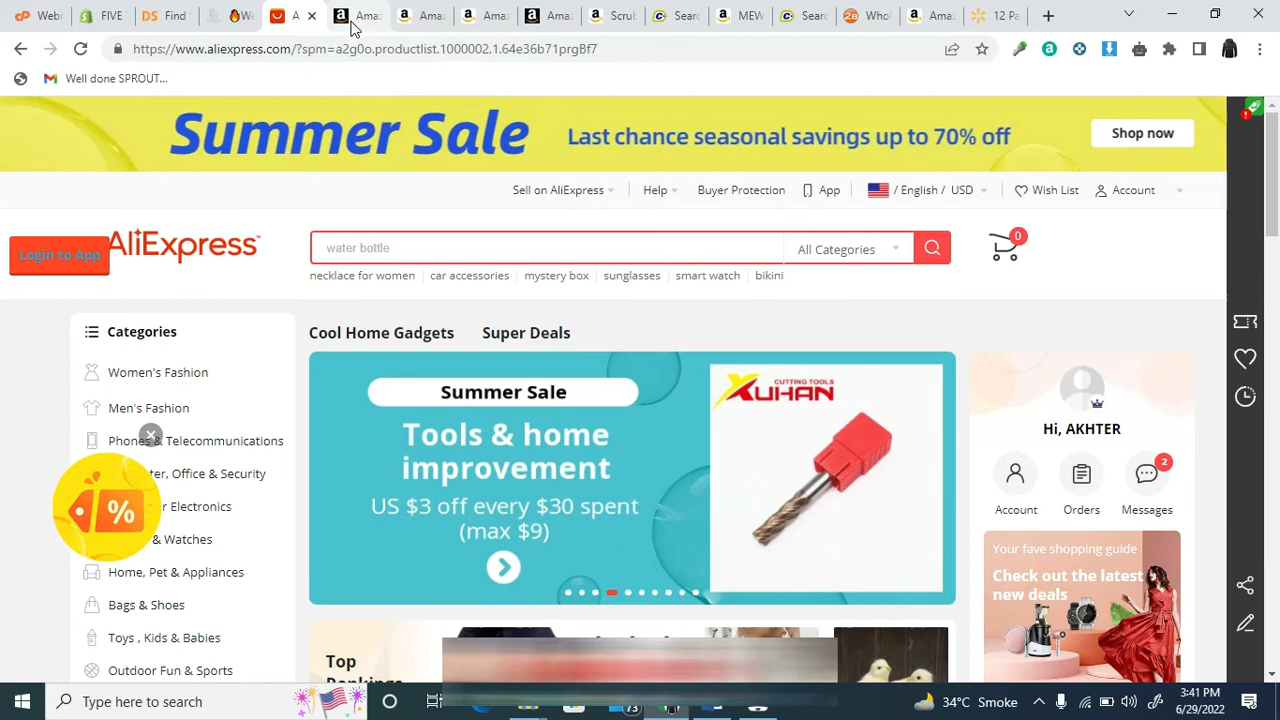 Webr
FIVE
Find
We
A
Amaz
Ama
Ama
Ama
Scrub
Sear
MEW
Sear
Whol
Ama
12 Pa
https://www.aliexpress.com/?spm=a2g0o.productlist.1000002.1.64e36b71prgBf7
Well done SPROUT...
Summer Sale
Last chance seasonal savings up to 70% off
Shop now
Sell on AliExpress
Help
Buyer Protection
App
/ English / USD
Wish List
Account
Login to App
AliExpress
water bottle
All Categories
0
necklace for women
car accessories
mystery box
sunglasses
smart watch
bikini
Categories
Cool Home Gadgets
Super Deals
Women's Fashion
Men's Fashion
Phones & Telecommunications
ter, Office & Security
r Electronics
& Watches
Home, Pet & Appliances
Bags & Shoes
Toys , Kids & Babies
Outdoor Fun & Sports
%
Summer Sale
Tools & home
improvement
US $3 off every $30 spent
(max $9)
XUHAN
CUTTING TOOLS
Hi, AKHTER
2
Account
Orders
Messages
Your fave shopping guide
Check out the latest
new deals
Top
Type here to search
34°C Smoke
3:41 PM
6/29/2022